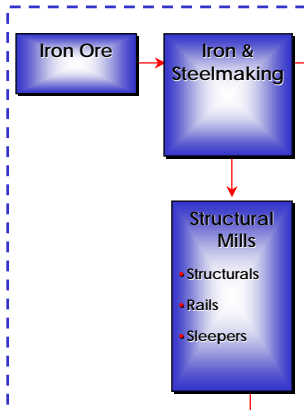 Iron Ore
Iron &
Steelmaking
Structural
Mills
•Structurals
•Rails
•Sleepers